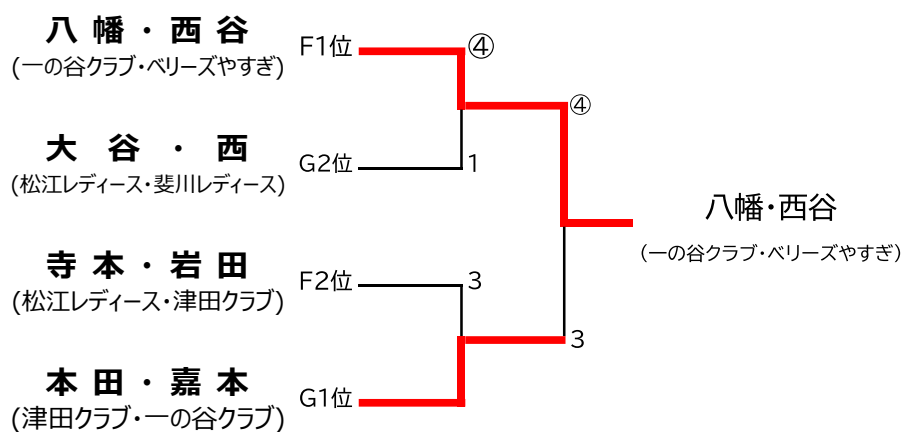 八幡・西谷
(一の谷クラブ・ベリーズやすぎ)
F1位
④
④
大谷・西
(松江レディース・斐川レディース)
G2位
1
八幡・西谷
(一の谷クラブ・ベリーズやすぎ)
寺本・岩田
(松江レディース・津田クラブ)
F2位
3
3
本田・嘉本
(津田クラブ・一の谷クラブ)
G1位